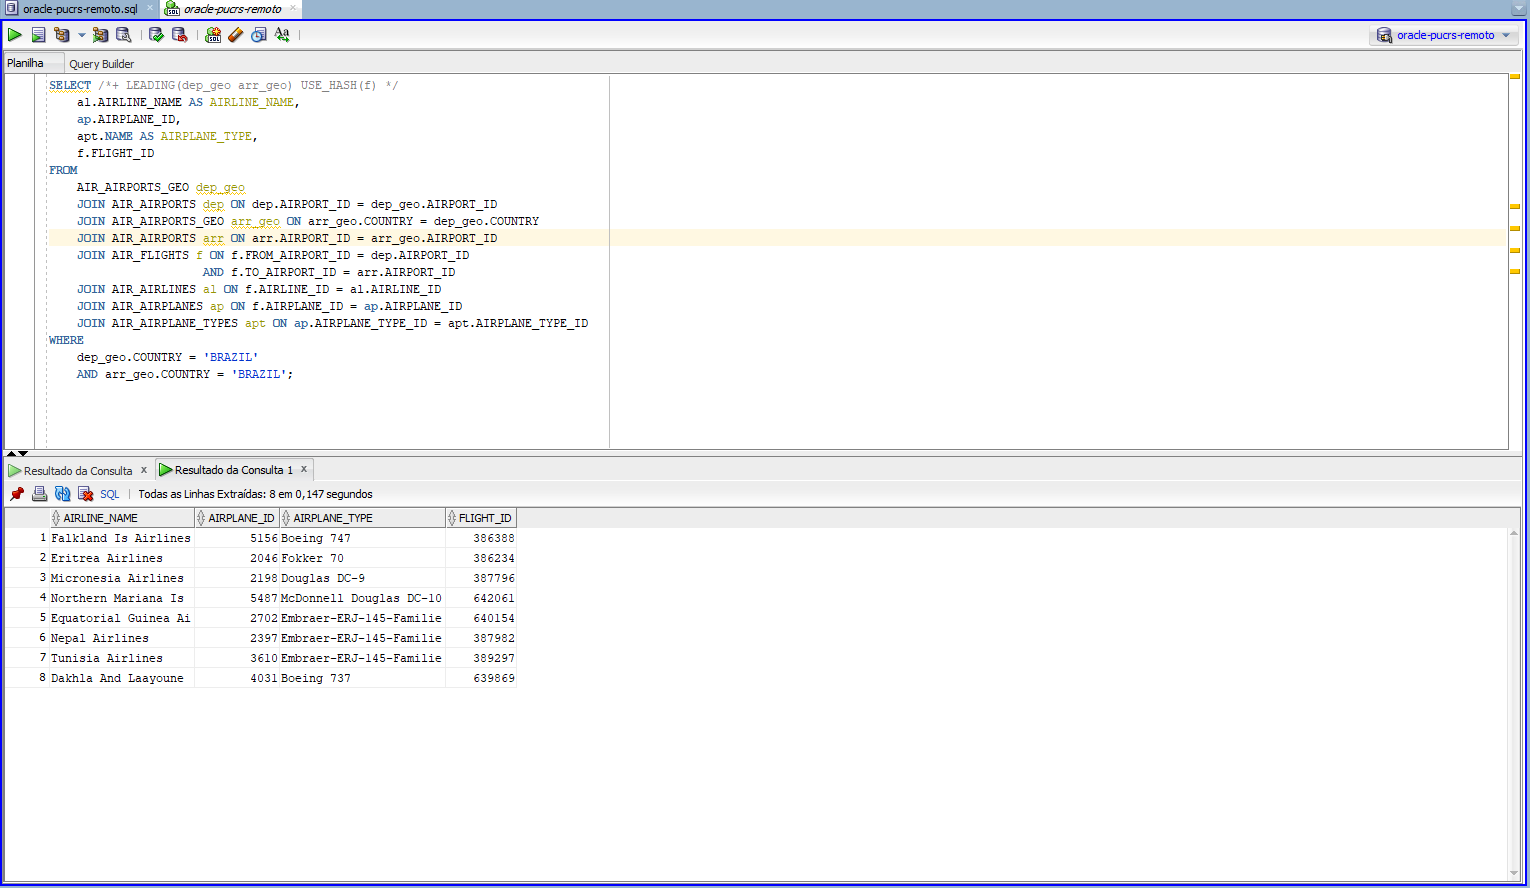 oracle-pucrs-remoto.sql
oracle-pucrs-remoto
oracle-pucrs-remoto
Planilha
Query Builder
SELECT /*+ LEADING(dep_geo arr_geo) USE_HASH(f) */
al.AIRLINE_NAME AS AIRLINE_NAME,
ap.AIRPLANE_ID,
apt.NAME AS AIRPLANE_TYPE,
f.FLIGHT_ID
FROM
AIR_AIRPORTS_GEO dep_geo
JOIN AIR_AIRPORTS dep ON dep.AIRPORT_ID = dep_geo.AIRPORT_ID
JOIN AIR_AIRPORTS_GEO arr_geo ON arr_geo.COUNTRY = dep_geo.COUNTRY
JOIN AIR_AIRPORTS arr ON arr.AIRPORT_ID = arr_geo.AIRPORT_ID
JOIN AIR_FLIGHTS f ON f.FROM_AIRPORT_ID = dep.AIRPORT_ID
AND f.TO_AIRPORT_ID = arr.AIRPORT_ID
JOIN AIR_AIRLINES al ON f.AIRLINE_ID = al.AIRLINE_ID
JOIN AIR_AIRPLANES ap ON f.AIRPLANE_ID = ap.AIRPLANE_ID
JOIN AIR_AIRPLANE_TYPES apt ON ap.AIRPLANE_TYPE_ID = apt.AIRPLANE_TYPE_ID
WHERE
dep_geo.COUNTRY = 'BRAZIL'
AND arr_geo.COUNTRY = 'BRAZIL';
Resultado da Consulta x
Resultado da Consulta 1 x
SQL | Todas as Linhas Extraídas: 8 em 0,147 segundos
AIRLINE_NAME AIRPLANE_ID AIRPLANE_TYPE FLIGHT_ID
1 Falkland Is Airlines 5156 Boeing 747 386388
2 Eritrea Airlines 2046 Fokker 70 386234
3 Micronesia Airlines 2198 Douglas DC-9 387796
4 Northern Mariana Is 5487 McDonnell Douglas DC-10 642061
5 Equatorial Guinea Ai 2702 Embraer-ERJ-145-Familie 640154
6 Nepal Airlines 2397 Embraer-ERJ-145-Familie 387982
7 Tunisia Airlines 3610 Embraer-ERJ-145-Familie 389297
8 Dakhla And Laayoune 4031 Boeing 737 639869